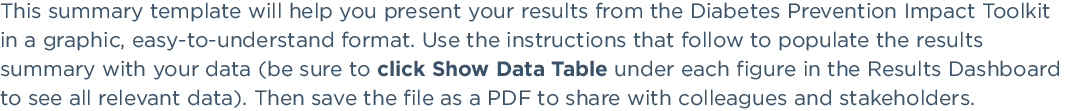 This summary template will help you present your results from the Diabetes Prevention Impact Toolkit
in a graphic, easy-to-understand format. Use the instructions that follow to populate the results
summary with your data (be sure to click Show Data Table under each figure in the Results Dashboard
to see all relevant data). Then save the file as a PDF to share with colleagues and stakeholders.